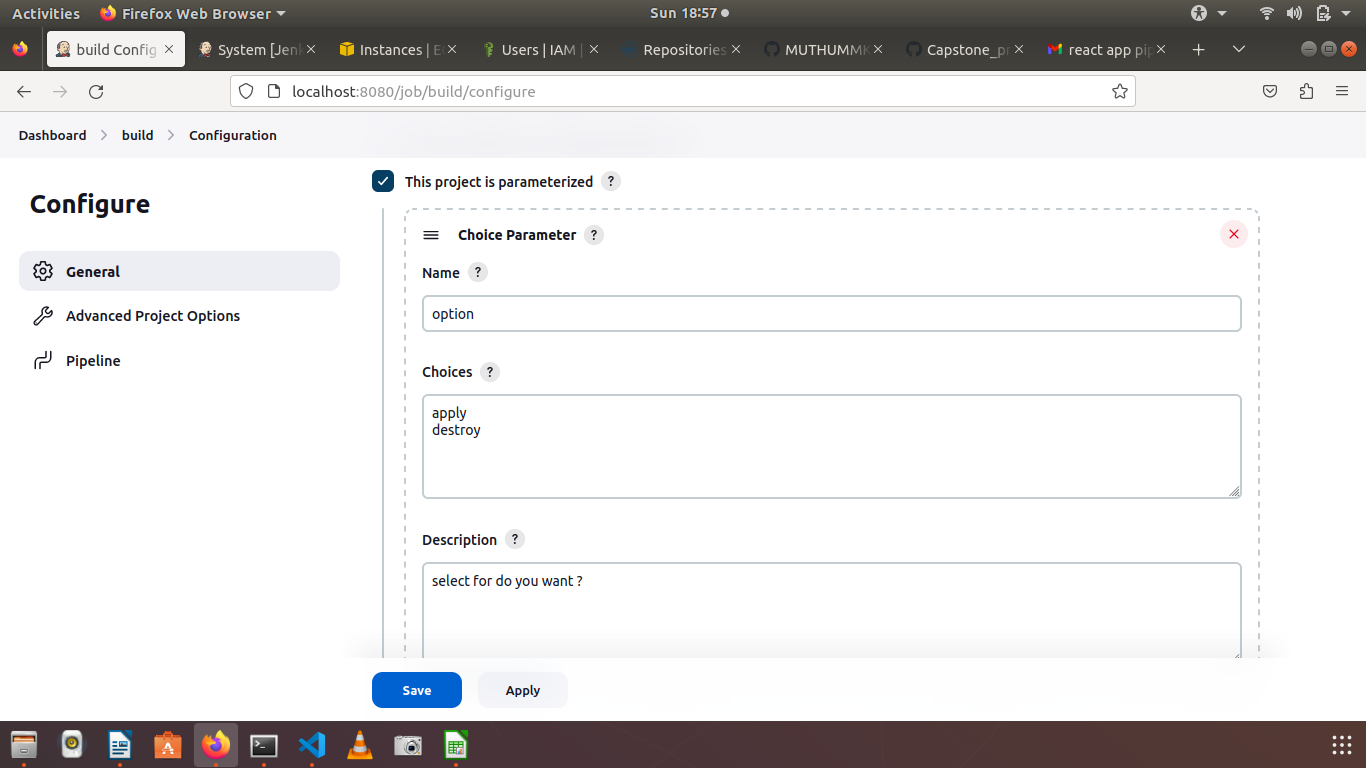 Activities Firefox Web Browser Sun 18:57
build Config System [Jenk Instances | E Users | IAM | Repositories MUTHUMM Capstone_pr react app pip
localhost:8080/job/build/configure
Dashboard build Configuration
This project is parameterized ?
Configure
Choice Parameter ?
General
Name ?
option
Advanced Project Options
Pipeline
Choices ?
apply
destroy
Description ?
select for do you want ?
Save Apply